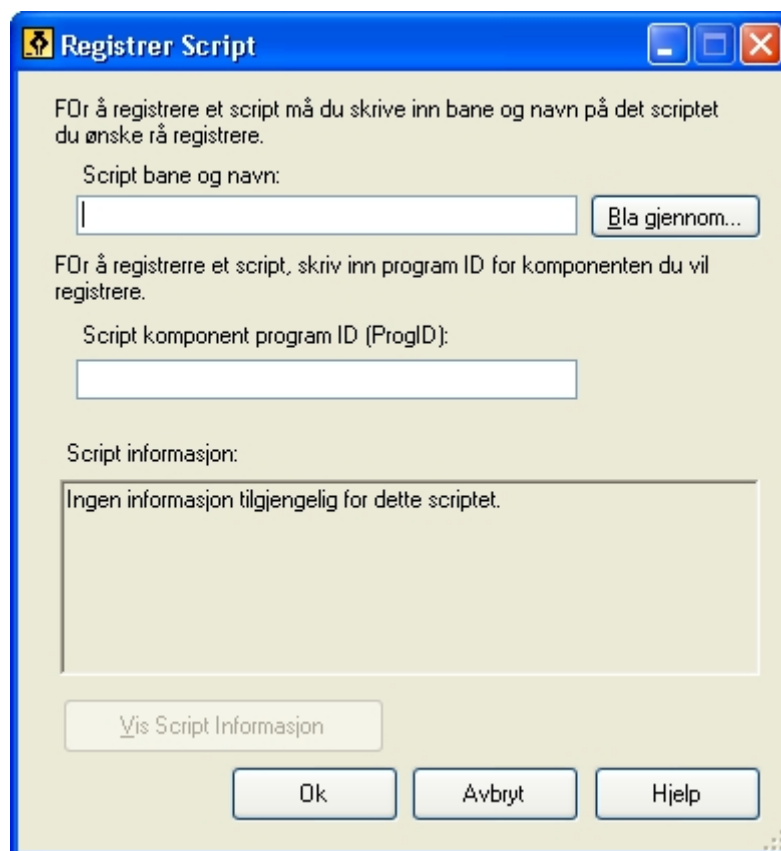 Registrer Script
FOr å registrere et script må du skrive inn bane og navn på det scriptet
du ønske rå registrere.
Script bane og navn:
Bla gjennom...
FOr å registrerre et script, skriv inn program ID for komponenten du vil
registrere.
Script komponent program ID (ProgID):
Script informasjon:
Ingen informasjon tilgjengelig for dette scriptet.
Vis Script Informasjon
Ok Avbryt Hjelp